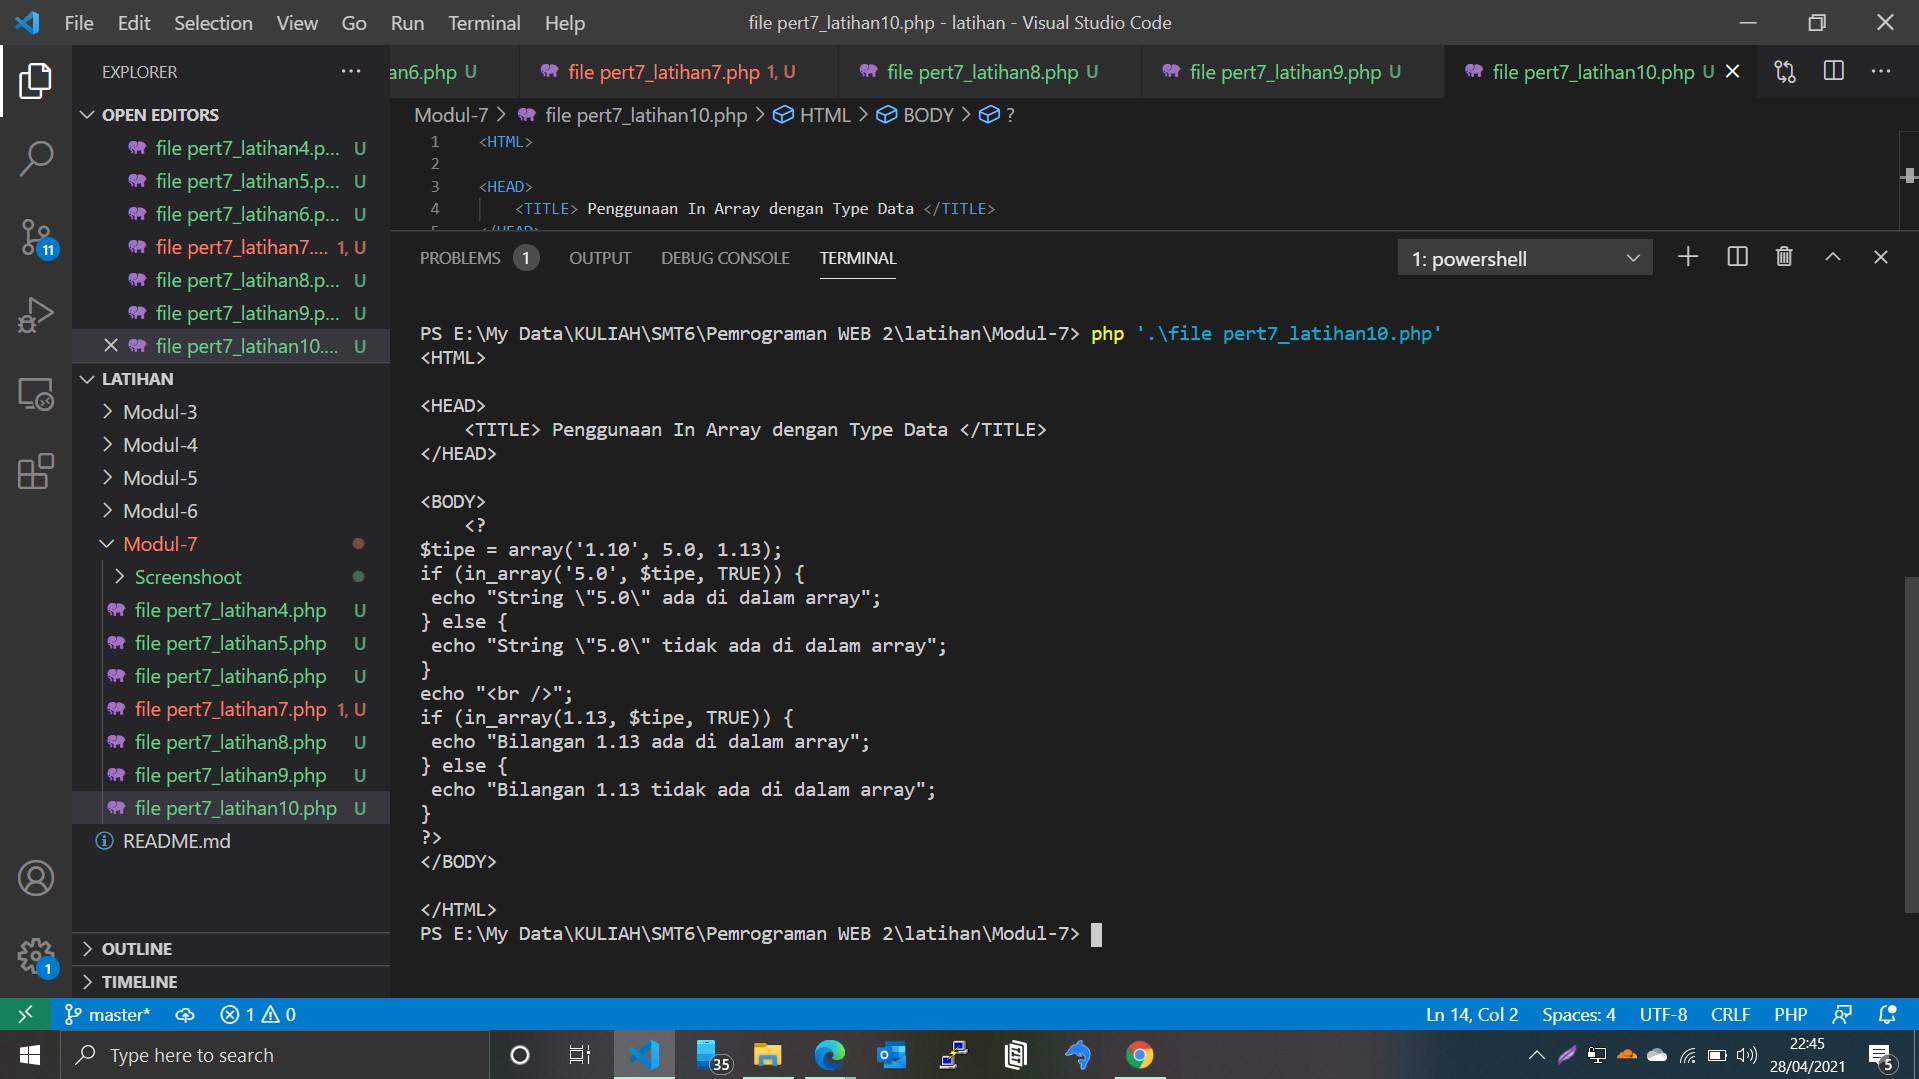 File Edit Selection View Go Run Terminal Help file pert7_latihan10.php - latihan - Visual Studio Code
EXPLORER
an6.php U file pert7_latihan7.php 1, U file pert7_latihan8.php U file pert7_latihan9.php U file pert7_latihan10.php U
OPEN EDITORS
file pert7_latihan4.p... U
file pert7_latihan5.p... U
file pert7_latihan6.p... U
file pert7_latihan7.... 1, U
file pert7_latihan8.p... U
file pert7_latihan9.p... U
file pert7_latihan10.... U
LATIHAN
Modul-3
Modul-4
Modul-5
Modul-6
Modul-7
Screenshoot
file pert7_latihan4.php U
file pert7_latihan5.php U
file pert7_latihan6.php U
file pert7_latihan7.php 1, U
file pert7_latihan8.php U
file pert7_latihan9.php U
file pert7_latihan10.php U
README.md
OUTLINE
TIMELINE
11
1
Modul-7 > file pert7_latihan10.php > HTML > BODY > ?
1 <HTML>
2
3 <HEAD>
4 <TITLE> Penggunaan In Array dengan Type Data </TITLE>
5 </HEAD>
PROBLEMS 1 OUTPUT DEBUG CONSOLE TERMINAL 1: powershell
PS E:\My Data\KULIAH\SMT6\Pemrograman WEB 2\latihan\Modul-7> php '.\file pert7_latihan10.php'
<HTML>
<HEAD>
<TITLE> Penggunaan In Array dengan Type Data </TITLE>
</HEAD>
<BODY>
<?
$tipe = array('1.10', 5.0, 1.13);
if (in_array('5.0', $tipe, TRUE)) {
echo "String \"5.0\" ada di dalam array";
} else {
echo "String \"5.0\" tidak ada di dalam array";
}
echo "<br />";
if (in_array(1.13, $tipe, TRUE)) {
echo "Bilangan 1.13 ada di dalam array";
} else {
echo "Bilangan 1.13 tidak ada di dalam array";
}
?>
</BODY>
</HTML>
PS E:\My Data\KULIAH\SMT6\Pemrograman WEB 2\latihan\Modul-7>
master* 1 0 Ln 14, Col 2 Spaces: 4 UTF-8 CRLF PHP
Type here to search 35 22:45
28/04/2021 5